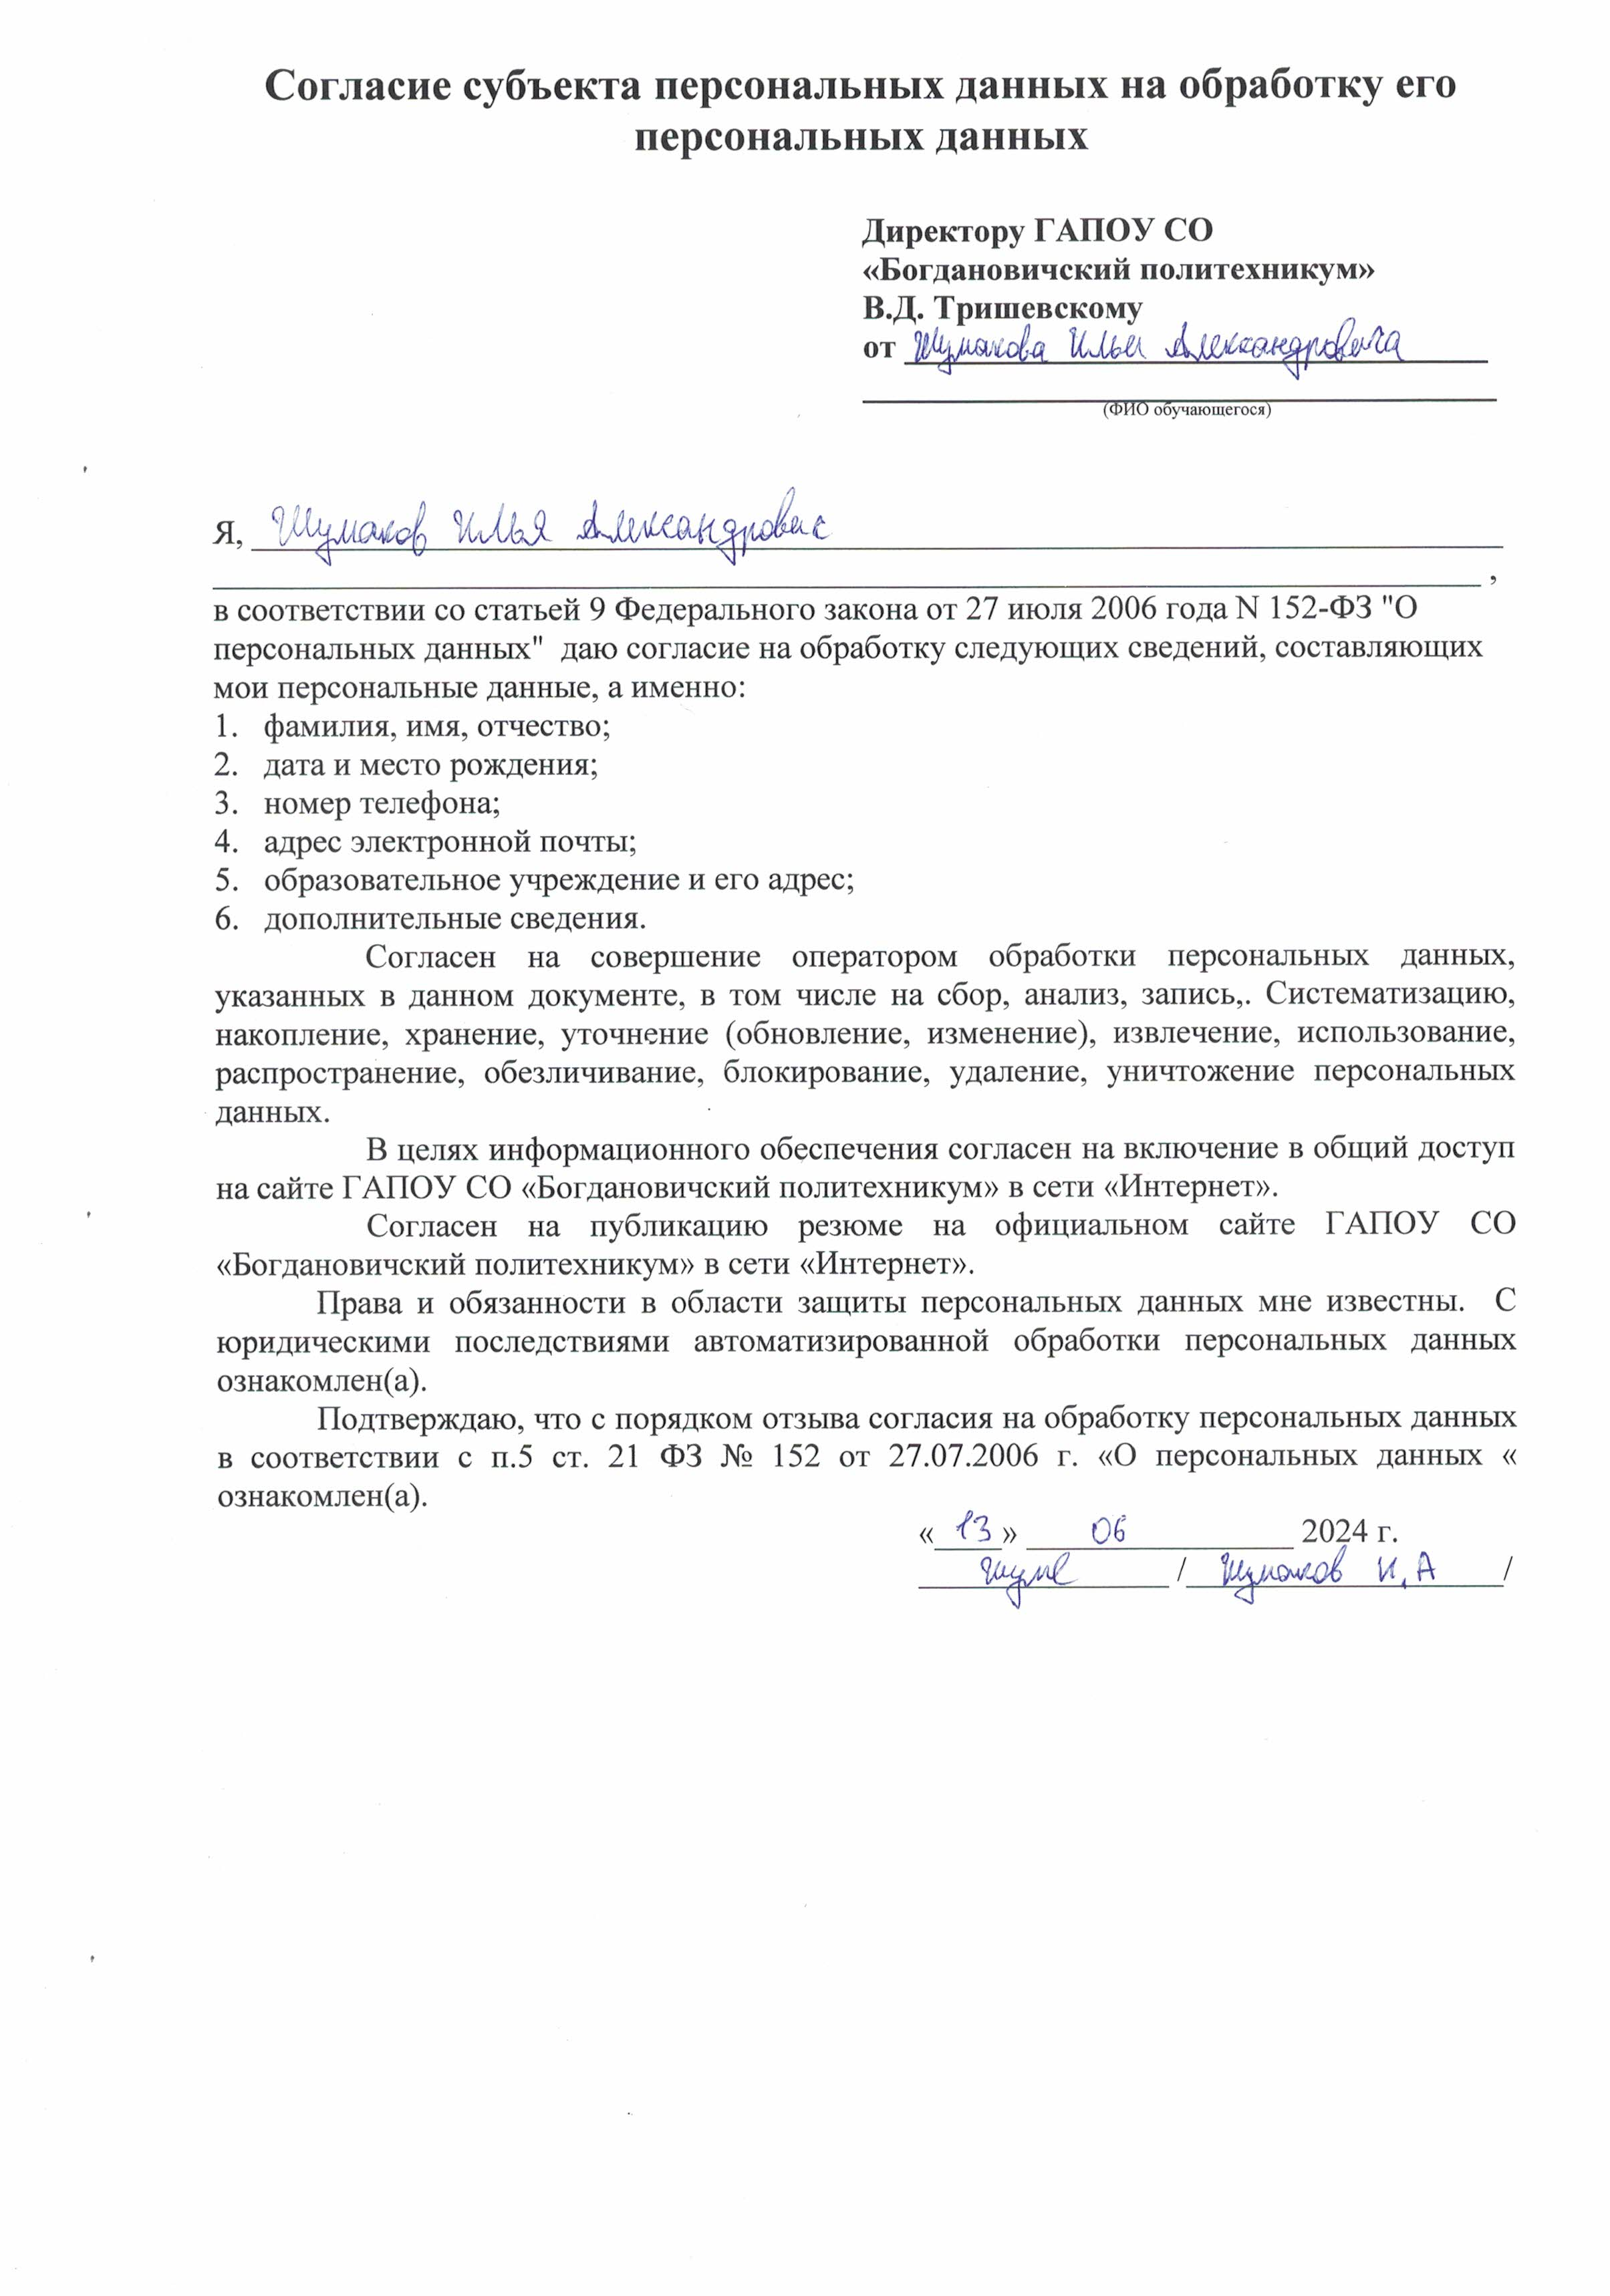 Согласие субъекта персональных данных на обработку его
персональных данных
Директору ГАПОУ СО
«Богдановичский политехникум»
В.Д. Тришевскому
от Шумакова Ильи Александровича
(ФИО обучающегося)
Я, Шумаков Илья Александрович
,
в соответствии со статьей 9 Федерального закона от 27 июля 2006 года N 152-ФЗ "О
персональных данных"  даю согласие на обработку следующих сведений, составляющих
мои персональные данные, а именно:
1. фамилия, имя, отчество;
2. дата и место рождения;
3. номер телефона;
4. адрес электронной почты;
5. образовательное учреждение и его адрес;
6. дополнительные сведения.
Согласен на совершение оператором обработки персональных данных,
указанных в данном документе, в том числе на сбор, анализ, запись,. Систематизацию,
накопление, хранение, уточнение (обновление, изменение), извлечение, использование,
распространение, обезличивание, блокирование, удаление, уничтожение персональных
данных.
В целях информационного обеспечения согласен на включение в общий доступ
на сайте ГАПОУ СО «Богдановичский политехникум» в сети «Интернет».
Согласен на публикацию резюме на официальном сайте ГАПОУ СО
«Богдановичский политехникум» в сети «Интернет».
Права и обязанности в области защиты персональных данных мне известны. С
юридическими последствиями автоматизированной обработки персональных данных
ознакомлен(а).
Подтверждаю, что с порядком отзыва согласия на обработку персональных данных
в соответствии с п.5 ст. 21 ФЗ № 152 от 27.07.2006 г. «О персональных данных «
ознакомлен(а).
«13» 06 2024 г.
/ Шумаков И.А /